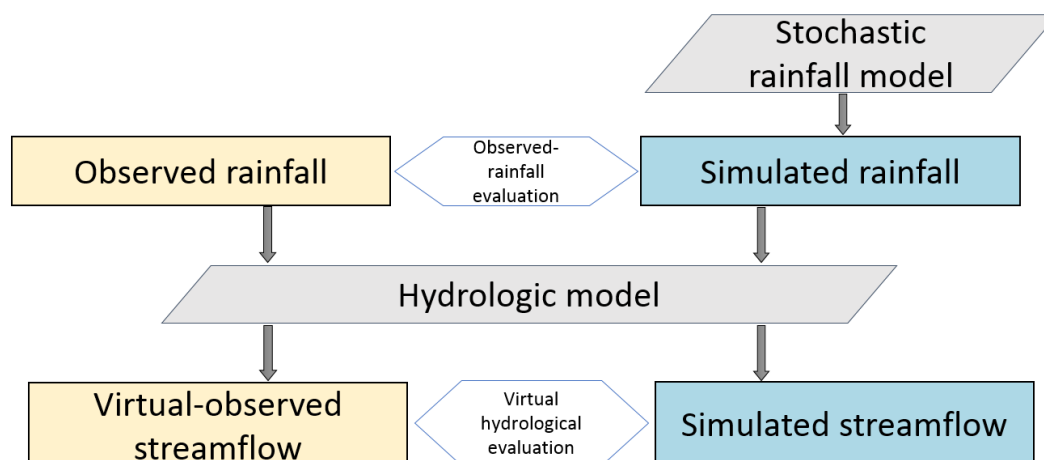 Stochastic
rainfall model
Observed rainfall
Observed-
rainfall
evaluation
Simulated rainfall
Hydrologic model
Virtual-observed
streamflow
Virtual
hydrological
evaluation
Simulated streamflow